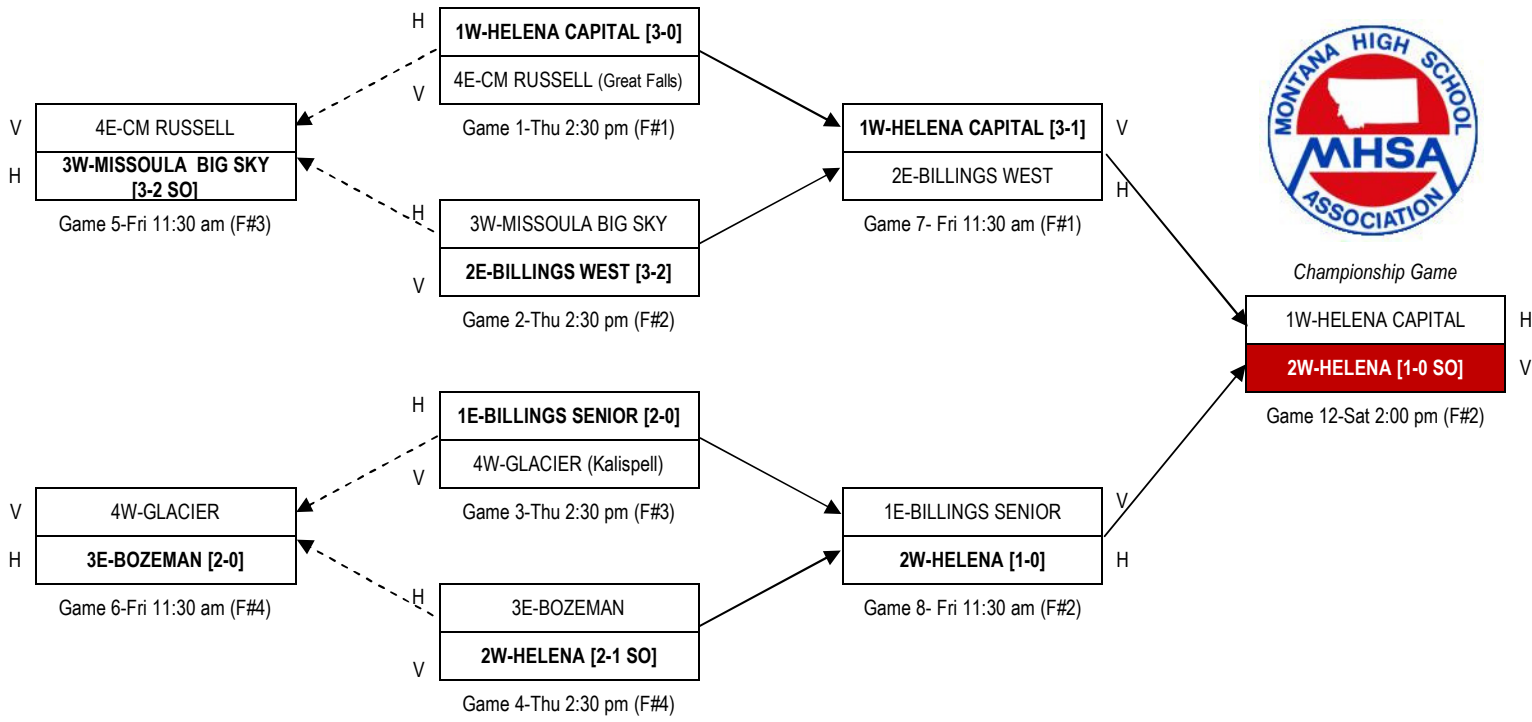 H
1W-HELENA CAPITAL [3-0]
V
4E-CM RUSSELL (Great Falls)
Game 1-Thu 2:30 pm (F#1)
V
4E-CM RUSSELL
H
3W-MISSOULA BIG SKY
[3-2 SO]
Game 5-Fri 11:30 am (F#3)
H
3W-MISSOULA BIG SKY
V
2E-BILLINGS WEST [3-2]
Game 2-Thu 2:30 pm (F#2)
1W-HELENA CAPITAL [3-1]
V
2E-BILLINGS WEST
H
Game 7- Fri 11:30 am (F#1)
MONTANA HIGH SCHOOL
MHSA
ASSOCIATION
Championship Game
1W-HELENA CAPITAL
H
2W-HELENA [1-0 SO]
V
Game 12-Sat 2:00 pm (F#2)
H
1E-BILLINGS SENIOR [2-0]
V
4W-GLACIER (Kalispell)
Game 3-Thu 2:30 pm (F#3)
V
4W-GLACIER
H
3E-BOZEMAN [2-0]
Game 6-Fri 11:30 am (F#4)
H
3E-BOZEMAN
V
2W-HELENA [2-1 SO]
Game 4-Thu 2:30 pm (F#4)
1E-BILLINGS SENIOR
V
2W-HELENA [1-0]
H
Game 8- Fri 11:30 am (F#2)